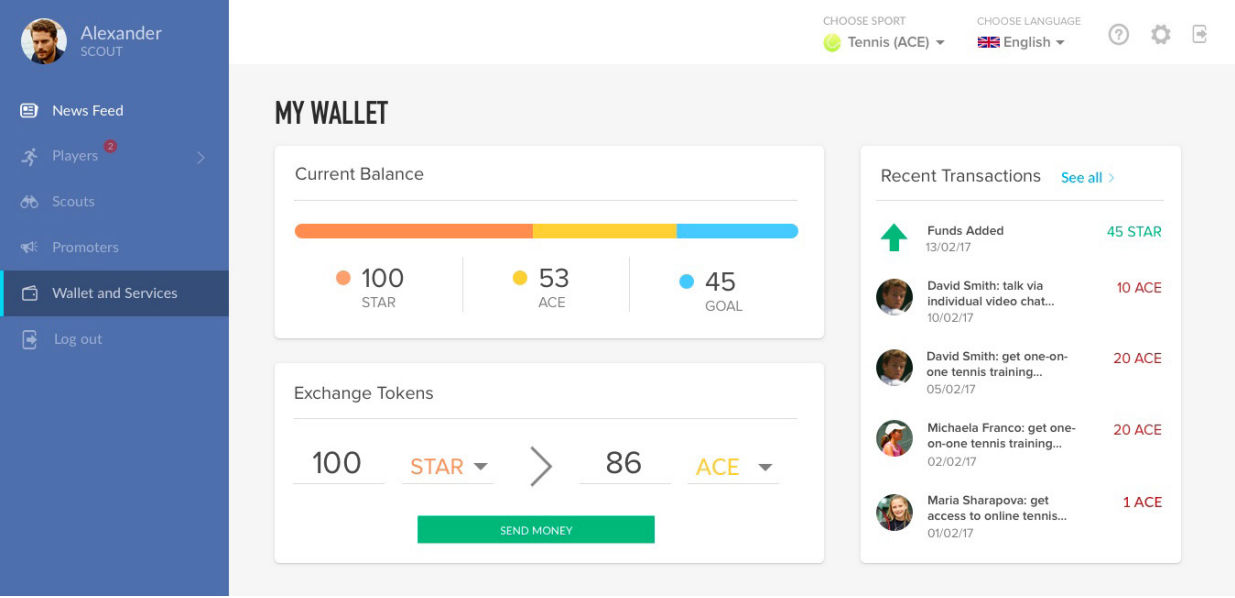 Alexander
SCOUT
News Feed
Players 2
Scouts
Promoters
Wallet and Services
Log out
CHOOSE SPORT
Tennis (ACE)
CHOOSE LANGUAGE
English
?
MY WALLET
Current Balance
100
STAR
53
ACE
45
GOAL
Exchange Tokens
100 STAR 86 ACE
SEND MONEY
Recent Transactions See all
Funds Added
13/02/17
45 STAR
David Smith: talk via
individual video chat...
10/02/17
10 ACE
David Smith: get one-on-
one tennis training...
05/02/17
20 ACE
Michaela Franco: get one-
on-one tennis training...
02/02/17
20 ACE
Maria Sharapova: get
access to online tennis...
01/02/17
1 ACE